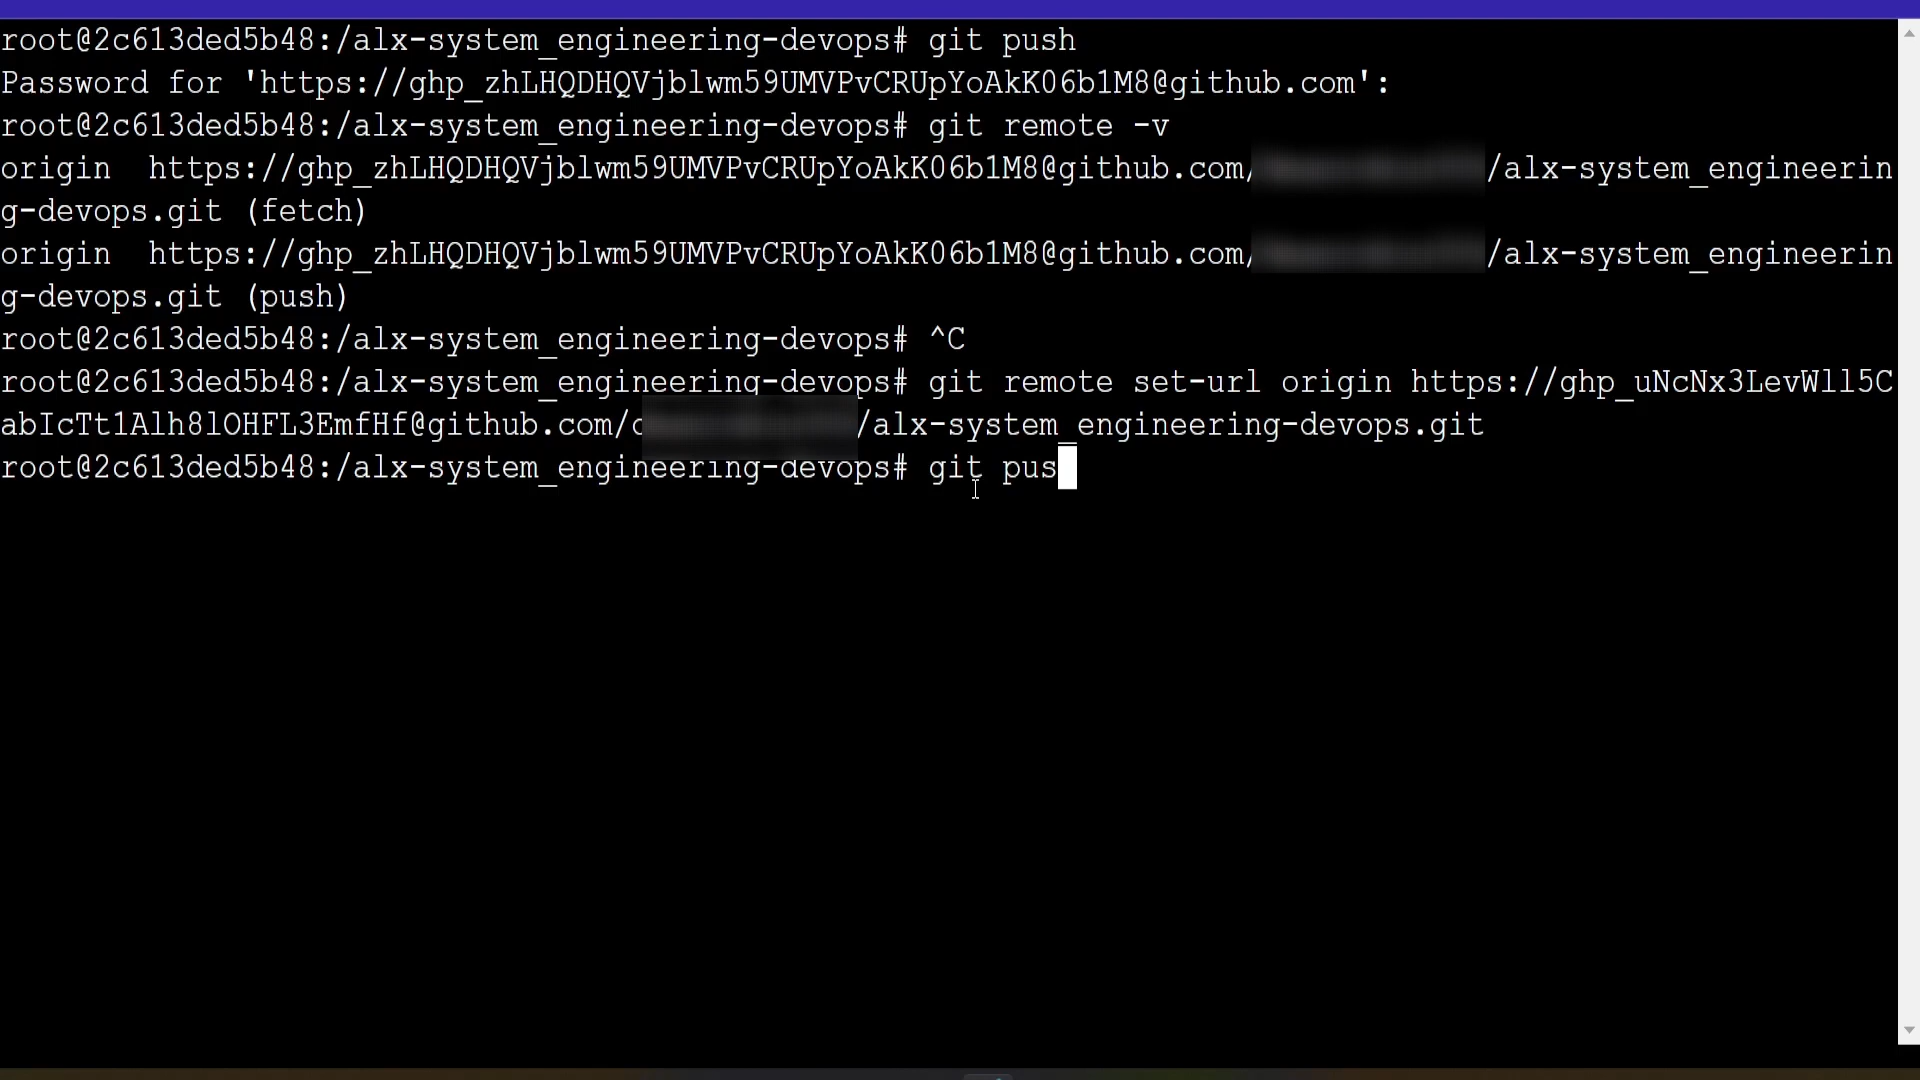 root@2c613ded5b48:/alx-system_engineering-devops# git push
Password for 'https://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@github.com':
root@2c613ded5b48:/alx-system_engineering-devops# git remote -v
origin  https://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@github.com/ /alx-system_engineerin
g-devops.git (fetch)
origin  https://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@github.com/ /alx-system_engineerin
g-devops.git (push)
root@2c613ded5b48:/alx-system_engineering-devops# ^C
root@2c613ded5b48:/alx-system_engineering-devops# git remote set-url origin https://ghp_uNcNx3LevWll5C
abIcTt1Alh8lOHFL3EmfHf@github.com/ /alx-system_engineering-devops.git
root@2c613ded5b48:/alx-system_engineering-devops# git pus